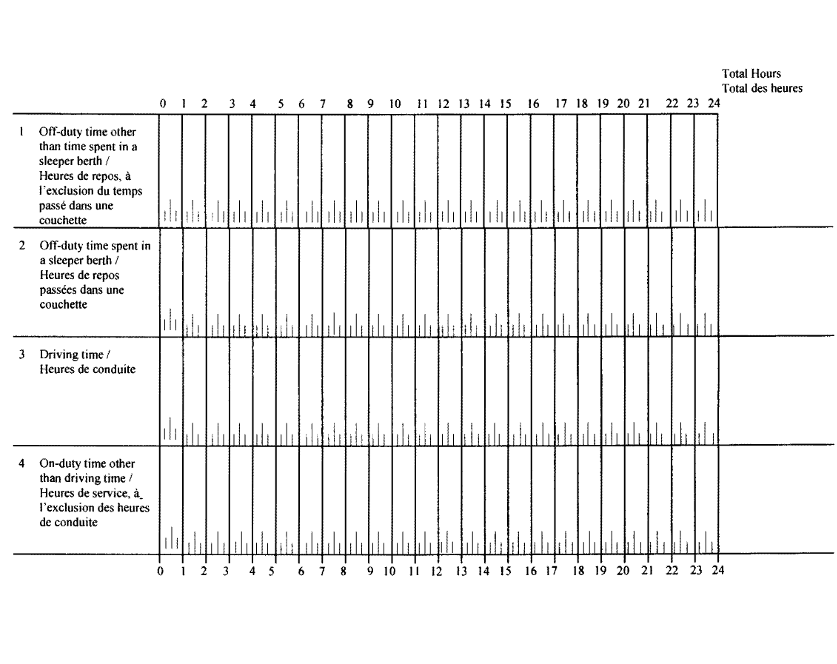 Total Hours
Total des heures
0 1 2 3 4 5 6 7 8 9 10 11 12 13 14 15 16 17 18 19 20 21 22 23 24
1 Off-duty time other
than time spent in a
sleeper berth /
Heures de repos, à
l'exclusion du temps
passé dans une
couchette
2 Off-duty time spent in
a sleeper berth /
Heures de repos
passées dans une
couchette
3 Driving time /
Heures de conduite
4 On-duty time other
than driving time /
Heures de service, à
l'exclusion des heures
de conduite
0 1 2 3 4 5 6 7 8 9 10 11 12 13 14 15 16 17 18 19 20 21 22 23 24